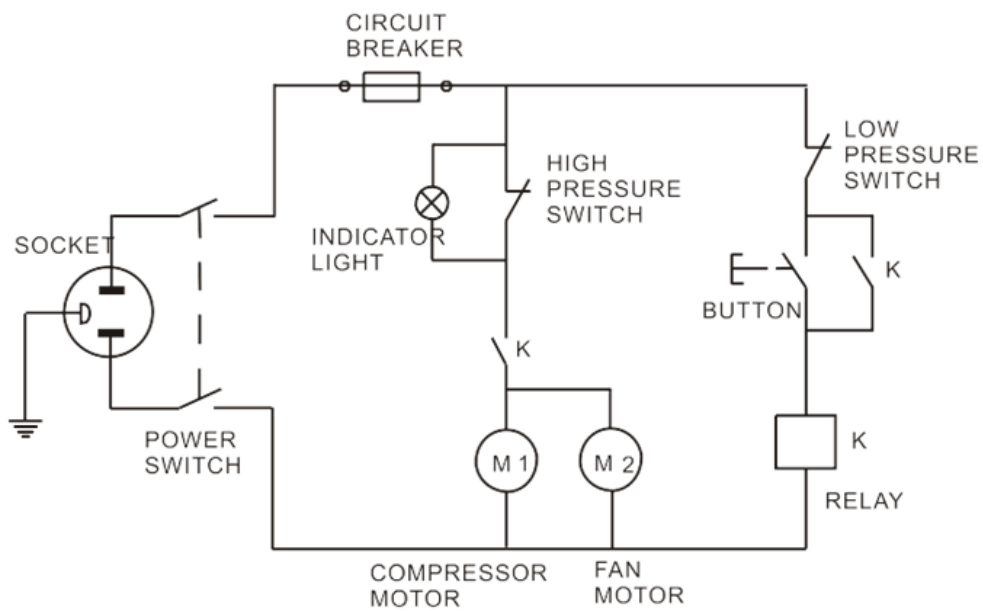 CIRCUIT
BREAKER
LOW
PRESSURE
SWITCH
HIGH
PRESSURE
SWITCH
INDICATOR
LIGHT
SOCKET
K
BUTTON
K
POWER
SWITCH
M 1
M 2
K
RELAY
COMPRESSOR
MOTOR
FAN
MOTOR